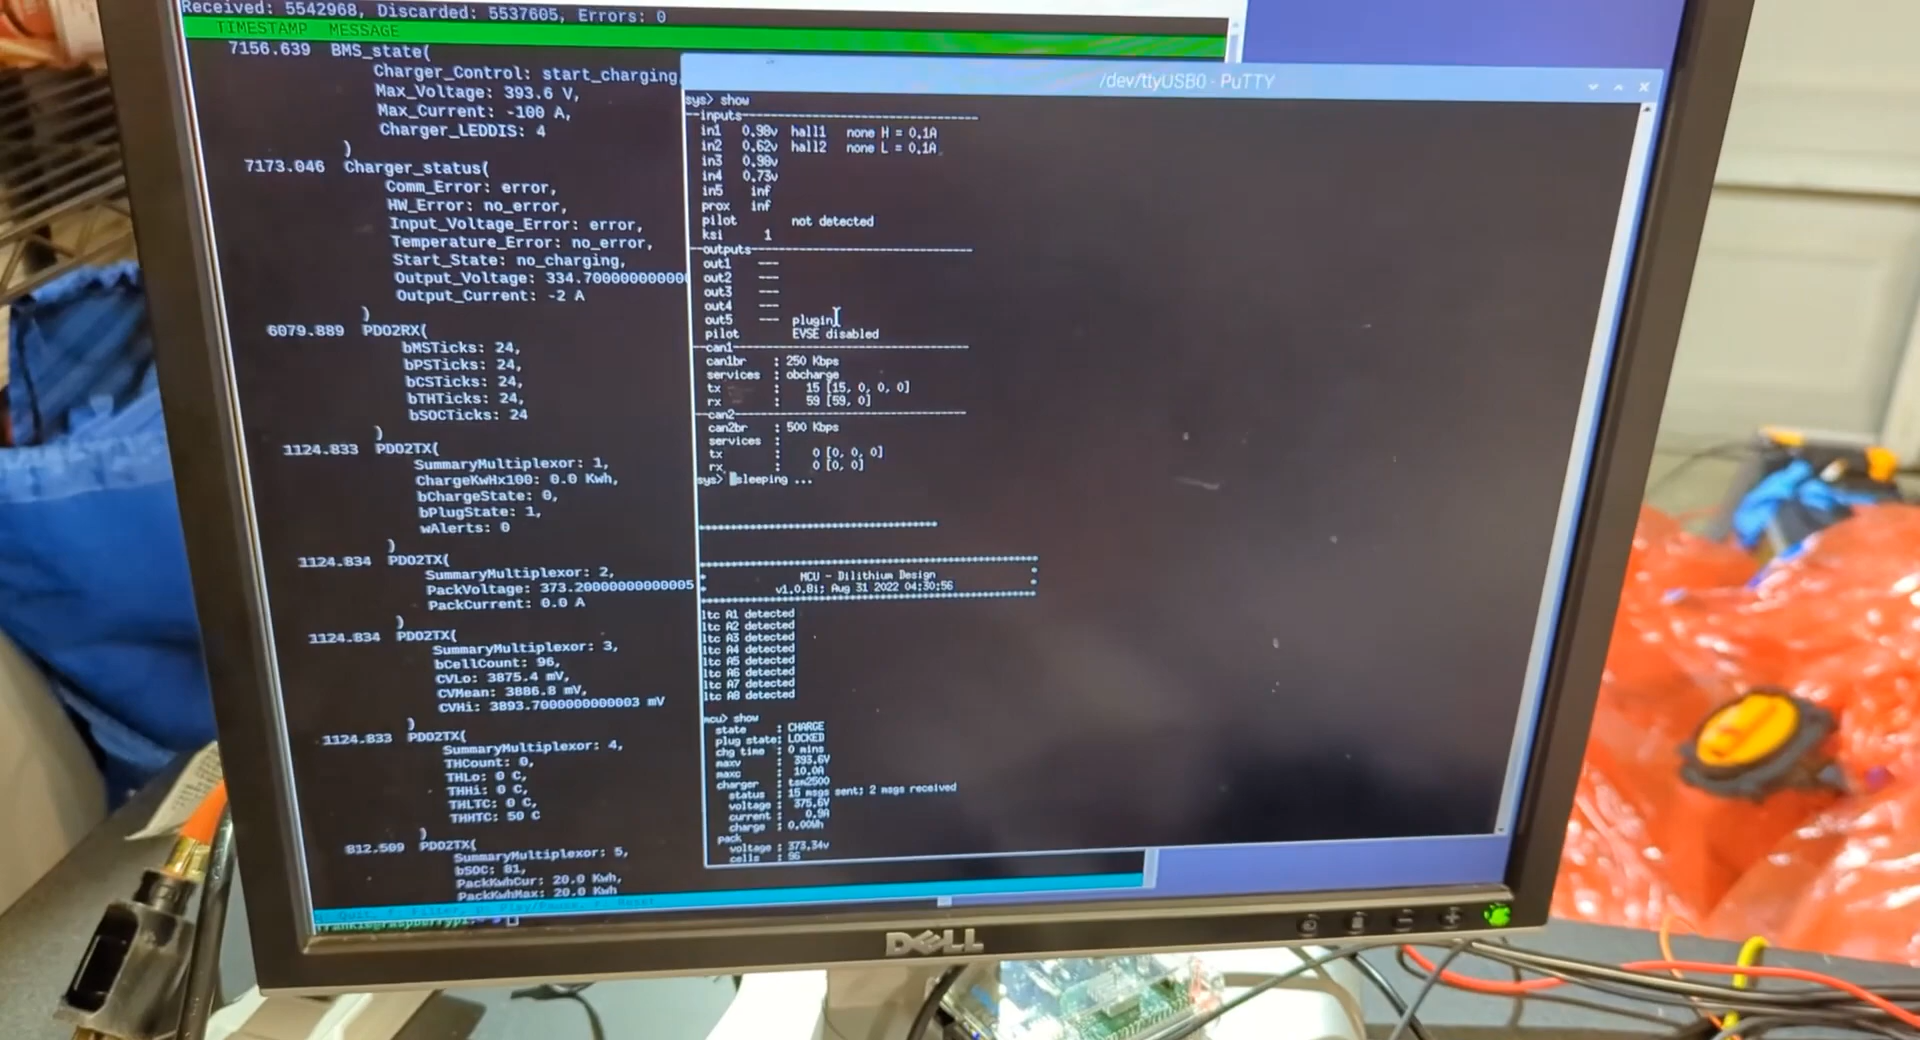 Received: 5542968, Discarded: 5537605, Errors: 0
TIMESTAMP MESSAGE
7156.639 BMS_state(
Charger_Control: start_charging,
Max_Voltage: 393.6 V,
Max_Current: -100 A,
Charger_LEDDIS: 4
)
7173.046 Charger_status(
Comm_Error: error,
HW_Error: no_error,
Input_Voltage_Error: error,
Temperature_Error: no_error,
Start_State: no_charging,
Output_Voltage: 334.700000000000
Output_Current: -2 A
)
6079.889 PDO2RX(
bMSTicks: 24,
bPSTicks: 24,
bCSTicks: 24,
bTHTicks: 24,
bSOCTicks: 24
)
1124.833 PDO2TX(
SummaryMultiplexor: 1,
ChargeKwHx100: 0.0 Kwh,
bChargeState: 0,
bPlugState: 1,
wAlerts: 0
)
1124.834 PDO2TX(
SummaryMultiplexor: 2,
PackVoltage: 373.20000000000005
PackCurrent: 0.0 A
)
1124.834 PDO2TX(
SummaryMultiplexor: 3,
bCellCount: 96,
CVLo: 3875.4 mV,
CVMean: 3886.8 mV,
CVHi: 3893.7000000000003 mV
)
1124.833 PDO2TX(
SummaryMultiplexor: 4,
THCount: 0,
THLo: 0 C,
THHi: 0 C,
THLTC: 0 C,
THHTC: 50 C
)
812.509 PDO2TX(
SummaryMultiplexor: 5,
bSOC: 81,
PackKwhCur: 20.0 Kwh,
PackKwhMax: 20.0 Kwh
/dev/ttyUSB0 - PuTTY
sys> show
--inputs
in1 0.98v hall1 none H = 0.1A
in2 0.62v hall2 none L = 0.1A
in3 0.98v
in4 0.73v
in5 inf
prox inf
pilot not detected
ksi 1
--outputs
out1 ---
out2 ---
out3 ---
out4 ---
out5 --- plugin
pilot EVSE disabled
--can1
can1br : 250 Kbps
services : obcharge
tx : 15 [15, 0, 0, 0]
rx : 59 [59, 0]
--can2
can2br : 500 Kbps
services :
tx : 0 [0, 0, 0]
rx : 0 [0, 0]
sys> sleeping ...
MCU - Dilithium Design
v1.0.8i; Aug 31 2022 04:30:56
ltc A1 detected
ltc A2 detected
ltc A3 detected
ltc A4 detected
ltc A5 detected
ltc A6 detected
ltc A7 detected
ltc A8 detected
mcu> show
state : CHARGE
plug state: LOCKED
chg time : 0 mins
maxv : 393.6V
maxc : 10.0A
charger : tsm2500
status : 15 msgs sent; 2 msgs received
voltage : 375.6V
current : 0.9A
charge : 0.00Wh
pack
voltage : 373.34v
cells : 96
DELL